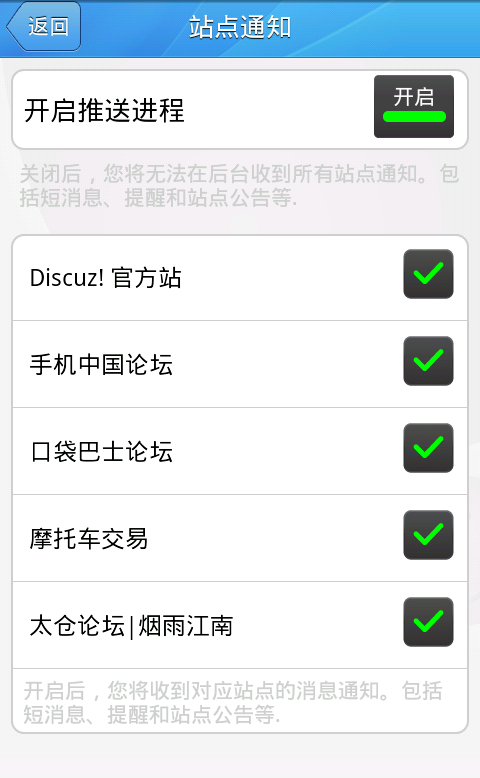 返回
站点通知
开启推送进程
开启
关闭后，您将无法在后台收到所有站点通知。包
括短消息、提醒和站点公告等.
Discuz! 官方站
手机中国论坛
口袋巴士论坛
摩托车交易
太仓论坛|烟雨江南
开启后，您将收到对应站点的消息通知。包括
短消息、提醒和站点公告等.